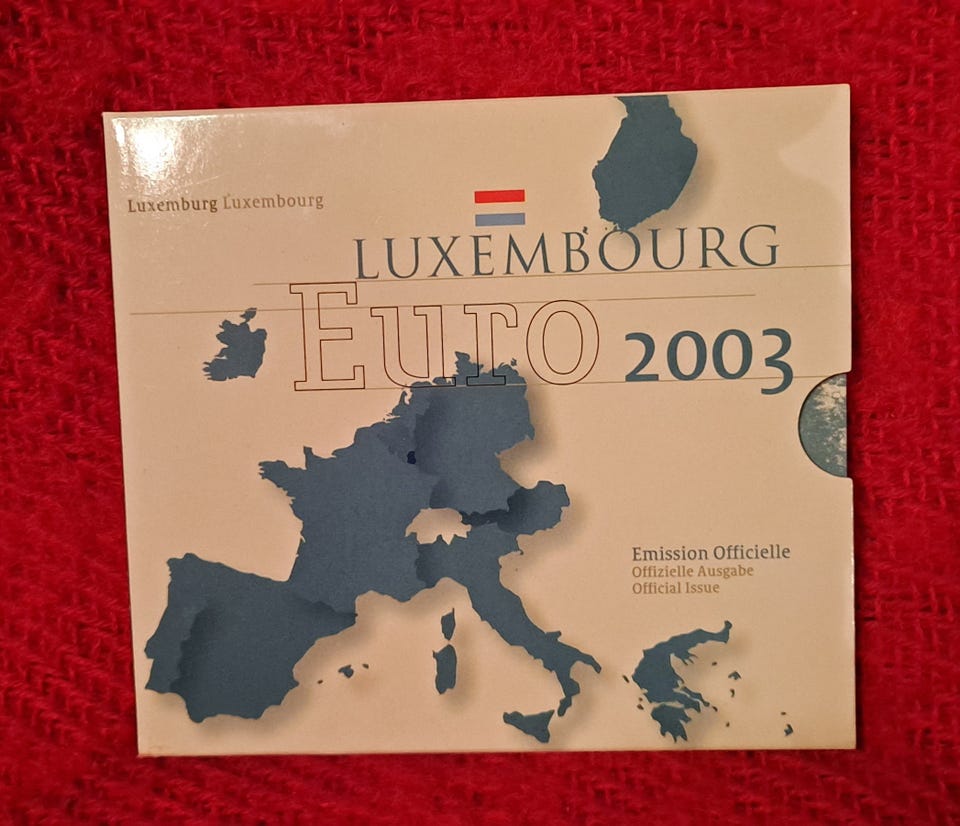 Luxemburg Luxembourg
LUXEMBOURG
Euro 2003
Emission Officielle
Offizielle Ausgabe
Official Issue